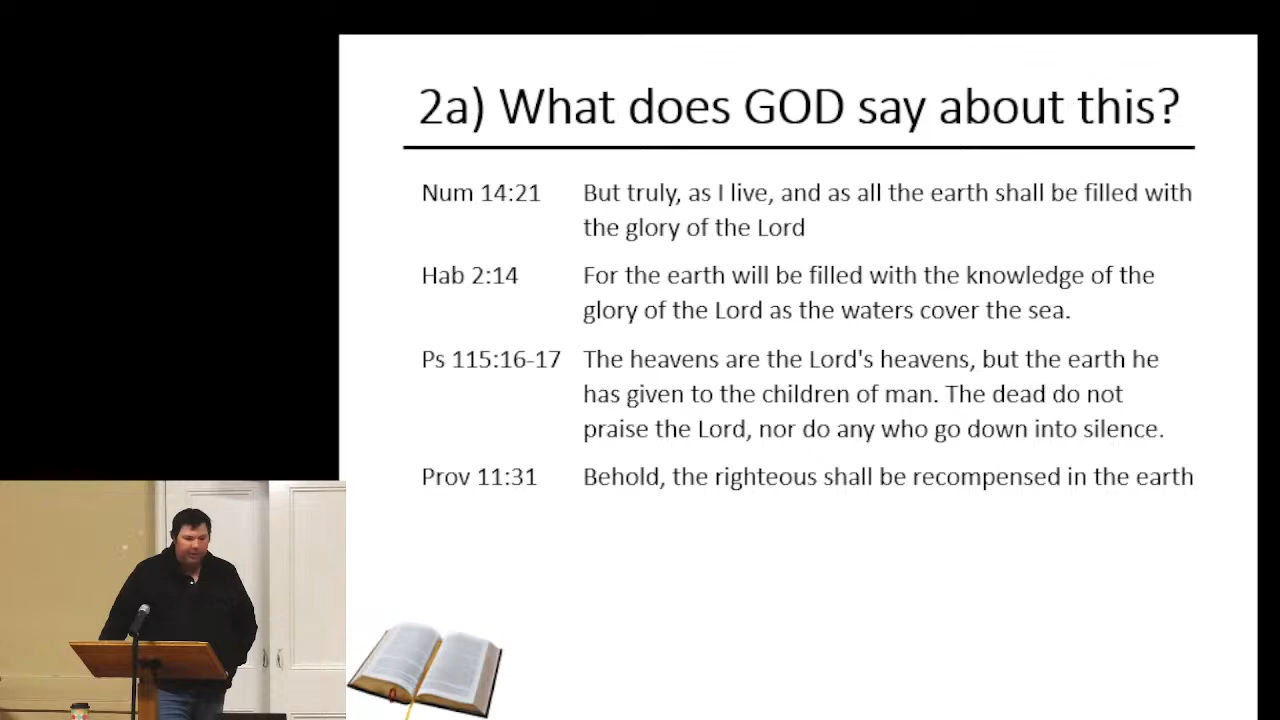 2a) What does GOD say about this?
Num 14:21 But truly, as I live, and as all the earth shall be filled with
the glory of the Lord
Hab 2:14 For the earth will be filled with the knowledge of the
glory of the Lord as the waters cover the sea.
Ps 115:16-17 The heavens are the Lord's heavens, but the earth he
has given to the children of man. The dead do not
praise the Lord, nor do any who go down into silence.
Prov 11:31 Behold, the righteous shall be recompensed in the earth